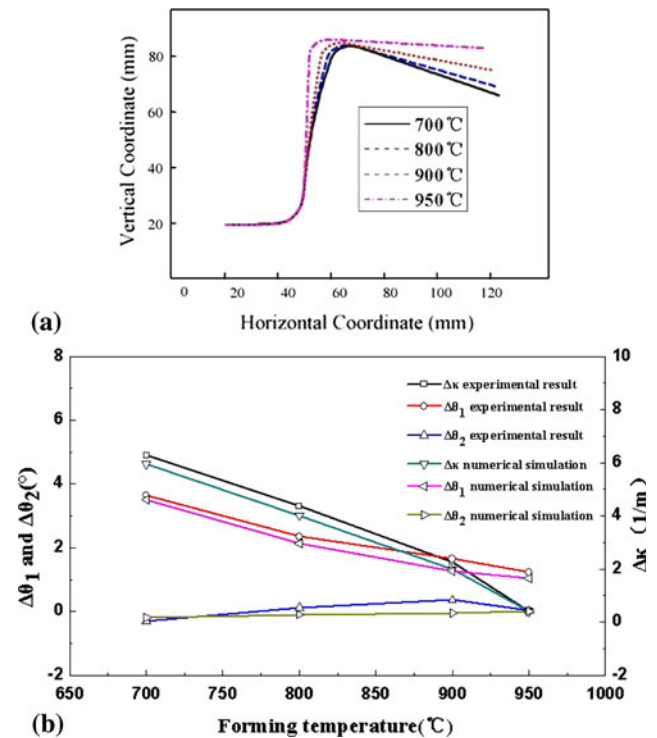 Vertical Coordinate (mm)
80
60
40
20
700℃
800℃
900℃
950℃
0 20 40 60 80 100 120
(a)
Horizontal Coordinate (mm)
Δθ1 and Δθ2(°)
8
6
4
2
0
-2
Δκ experimental result
Δθ1 experimental result
Δθ2 experimental result
Δκ numerical simulation
Δθ1 numerical simulation
Δθ2 numerical simulation
10
8
6
4
2
0
-2
Δκ (1/m)
650 700 750 800 850 900 950 1000
(b)
Forming temperature(℃)